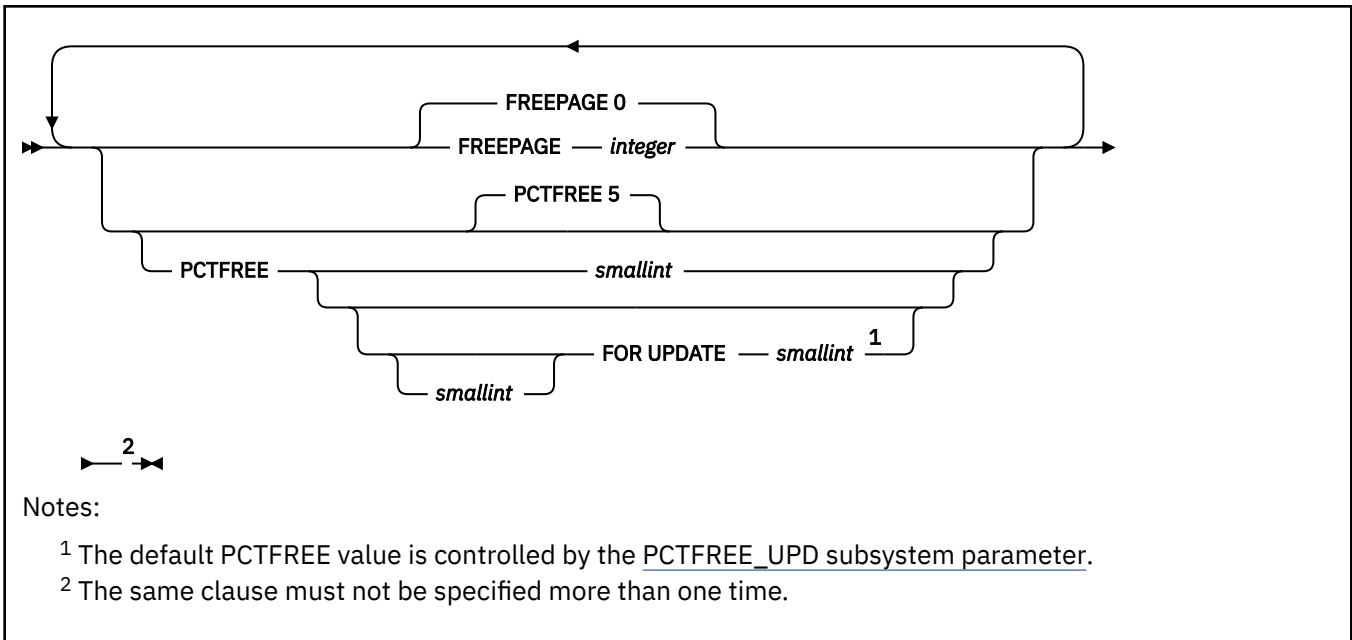 FREEPAGE 0
FREEPAGE integer
PCTFREE 5
PCTFREE smallint
FOR UPDATE smallint 1
smallint
2
Notes:
1 The default PCTFREE value is controlled by the PCTFREE_UPD subsystem parameter.
2 The same clause must not be specified more than one time.